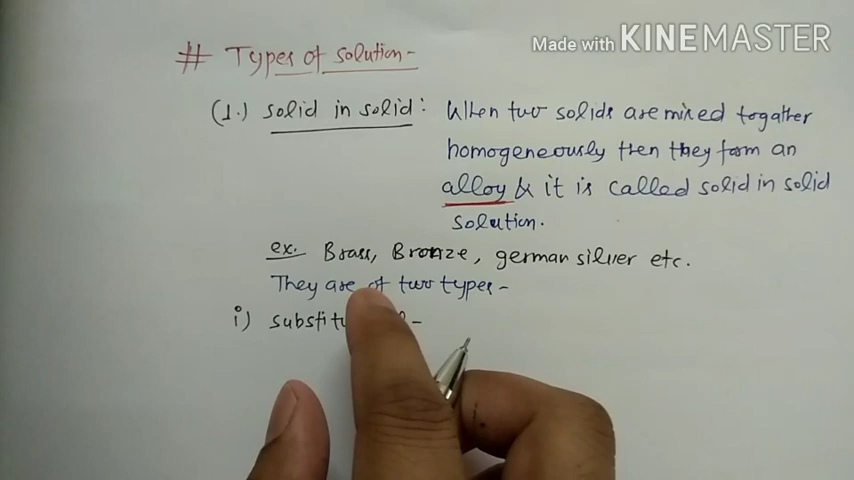 Made with KINEMASTER
# Types of solution-
(1.) solid in solid: When two solids are mixed togather
homogeneously then they form an
alloy & it is called solid in solid
solution.
ex. Brass, Bronze, german silver etc.
They are of two types-
i)